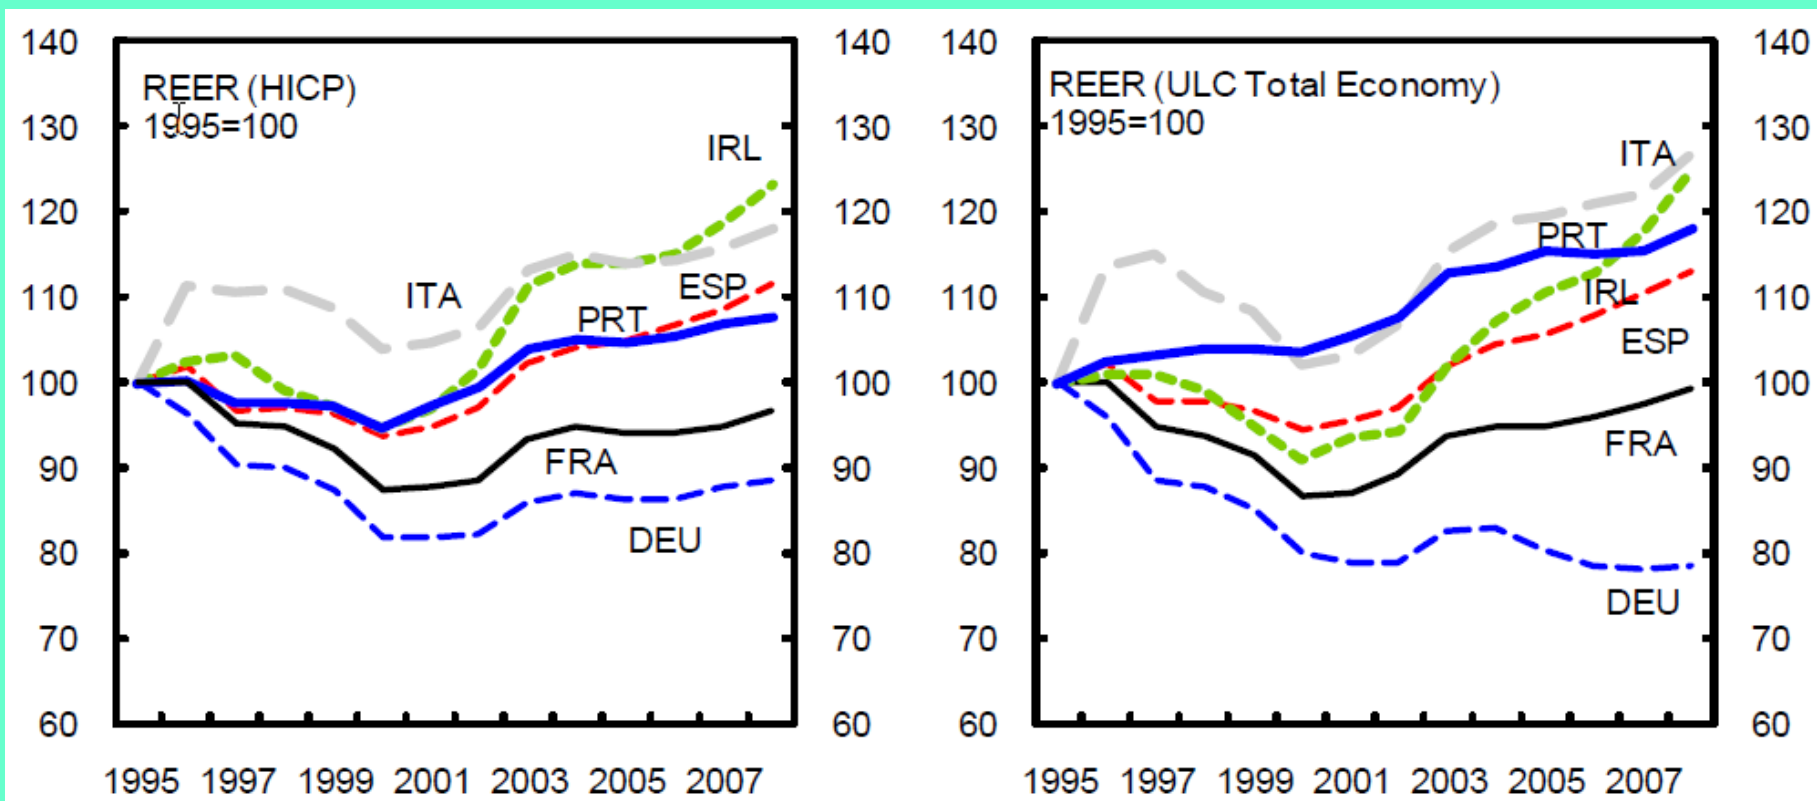 140 140 140 140
REER (HICP) REER (ULC Total Economy)
1995=100 1995=100
130 130 130 130
IRL ITA
120 120 120 120
PRT
ESP
110 ITA 110 110 IRL 110
PRT
ESP
100 100 100 100
FRA
90 FRA 90 90 90
DEU
80 80 80 80
DEU
70 70 70 70
60 60 60 60
1995 1997 1999 2001 2003 2005 2007 1995 1997 1999 2001 2003 2005 2007